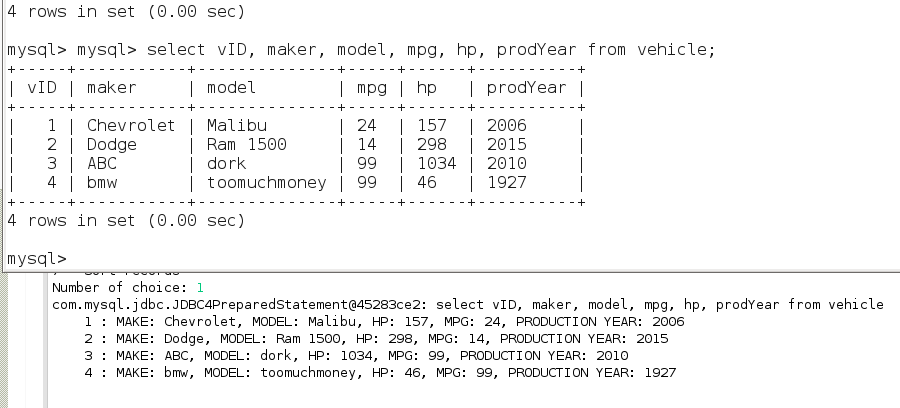 4 rows in set (0.00 sec)
mysql> mysql> select vID, maker, model, mpg, hp, prodYear from vehicle;
+-----+-----------+--------------+-----+------+----------+
| vID | maker     | model        | mpg | hp   | prodYear |
+-----+-----------+--------------+-----+------+----------+
|   1 | Chevrolet | Malibu       | 24  | 157  | 2006     |
|   2 | Dodge     | Ram 1500     | 14  | 298  | 2015     |
|   3 | ABC       | dork         | 99  | 1034 | 2010     |
|   4 | bmw       | toomuchmoney | 99  | 46   | 1927     |
+-----+-----------+--------------+-----+------+----------+
4 rows in set (0.00 sec)
mysql>
Number of choice: 1
com.mysql.jdbc.JDBC4PreparedStatement@45283ce2: select vID, maker, model, mpg, hp, prodYear from vehicle
1 : MAKE: Chevrolet, MODEL: Malibu, HP: 157, MPG: 24, PRODUCTION YEAR: 2006
2 : MAKE: Dodge, MODEL: Ram 1500, HP: 298, MPG: 14, PRODUCTION YEAR: 2015
3 : MAKE: ABC, MODEL: dork, HP: 1034, MPG: 99, PRODUCTION YEAR: 2010
4 : MAKE: bmw, MODEL: toomuchmoney, HP: 46, MPG: 99, PRODUCTION YEAR: 1927